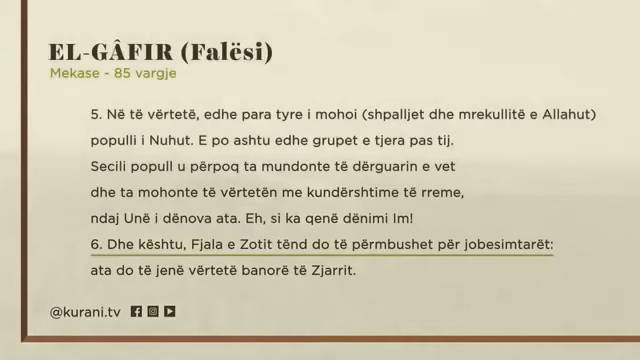 EL-GÂFIR (Falësi)
Mekase - 85 vargje
5. Në të vërtetë, edhe para tyre i mohoi (shpalljet dhe mrekullitë e Allahut)
populli i Nuhut. E po ashtu edhe grupet e tjera pas tij.
Secili popull u përpoq ta mundonte të dërguarin e vet
dhe ta mohonte të vërtetën me kundërshtime të rreme,
ndaj Unë i dënova ata. Eh, si ka qenë dënimi Im!
6. Dhe kështu, Fjala e Zotit tënd do të përmbushet për jobesimtarët:
ata do të jenë vërtetë banorë të Zjarrit.
@kurani.tv